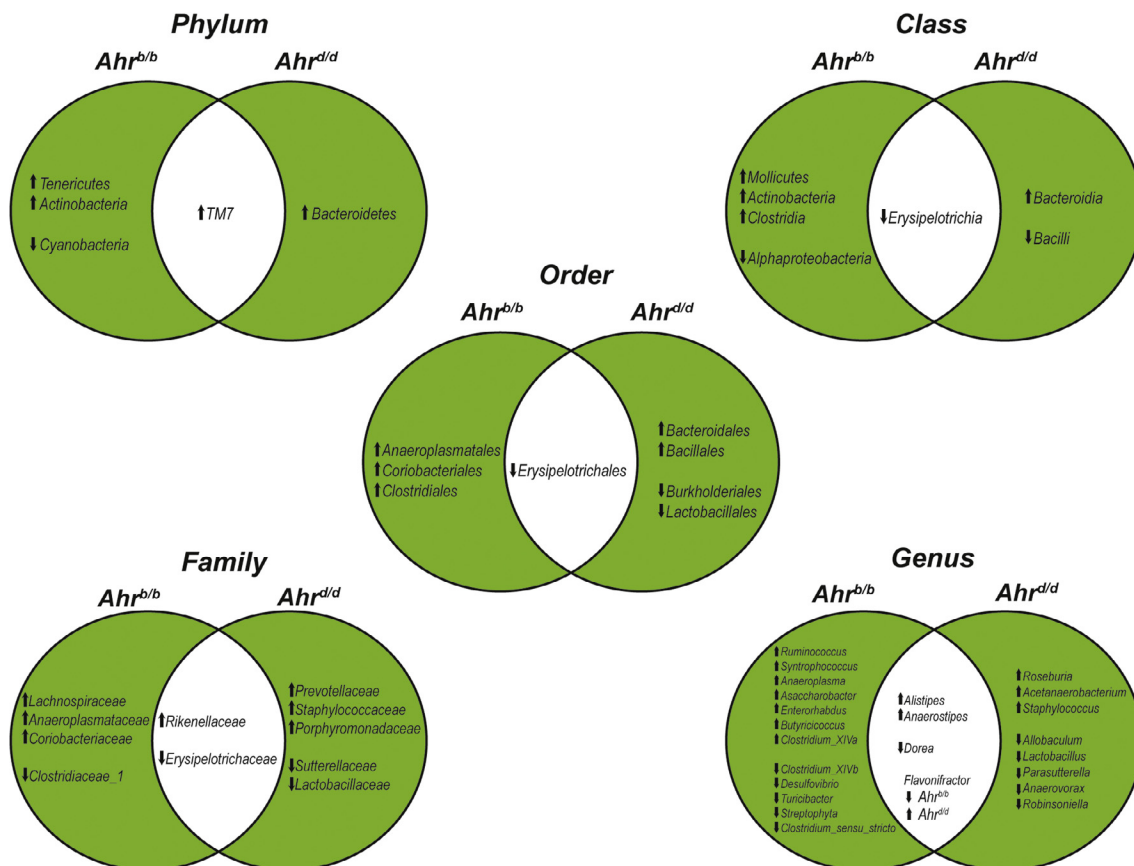 Phylum
Ahr^b/b
Ahr^d/d
↑Tenericutes
↑Actinobacteria
↓Cyanobacteria
↑TM7
↑Bacteroidetes
Class
Ahr^b/b
Ahr^d/d
↑Mollicutes
↑Actinobacteria
↑Clostridia
↓Alphaproteobacteria
↓Erysipelotrichia
↑Bacteroidia
↓Bacilli
Order
Ahr^b/b
Ahr^d/d
↑Anaeroplasmatales
↑Coriobacteriales
↑Clostridiales
↓Erysipelotrichales
↑Bacteroidales
↑Bacillales
↓Burkholderiales
↓Lactobacillales
Family
Ahr^b/b
Ahr^d/d
↑Lachnospiraceae
↑Anaeroplasmataceae
↑Coriobacteriaceae
↓Clostridiaceae_1
↑Rikenellaceae
↓Erysipelotrichaceae
↑Prevotellaceae
↑Staphylococcaceae
↑Porphyromonadaceae
↓Sutterellaceae
↓Lactobacillaceae
Genus
Ahr^b/b
Ahr^d/d
↑Ruminococcus
↑Syntrophococcus
↑Anaeroplasma
↑Asaccharobacter
↑Enterorhabdus
↑Butyricicoccus
↑Clostridium_XIVa
↓Clostridium_XIVb
↓Desulfovibrio
↓Turicibacter
↓Streptophyta
↓Clostridium_sensu_stricto
↑Alistipes
↑Anaerostipes
↓Dorea
Flavonifractor
↓ Ahr^b/b
↑ Ahr^d/d
↑Roseburia
↑Acetanaerobacterium
↑Staphylococcus
↓Allobaculum
↓Lactobacillus
↓Parasutterella
↓Anaerovorax
↓Robinsoniella